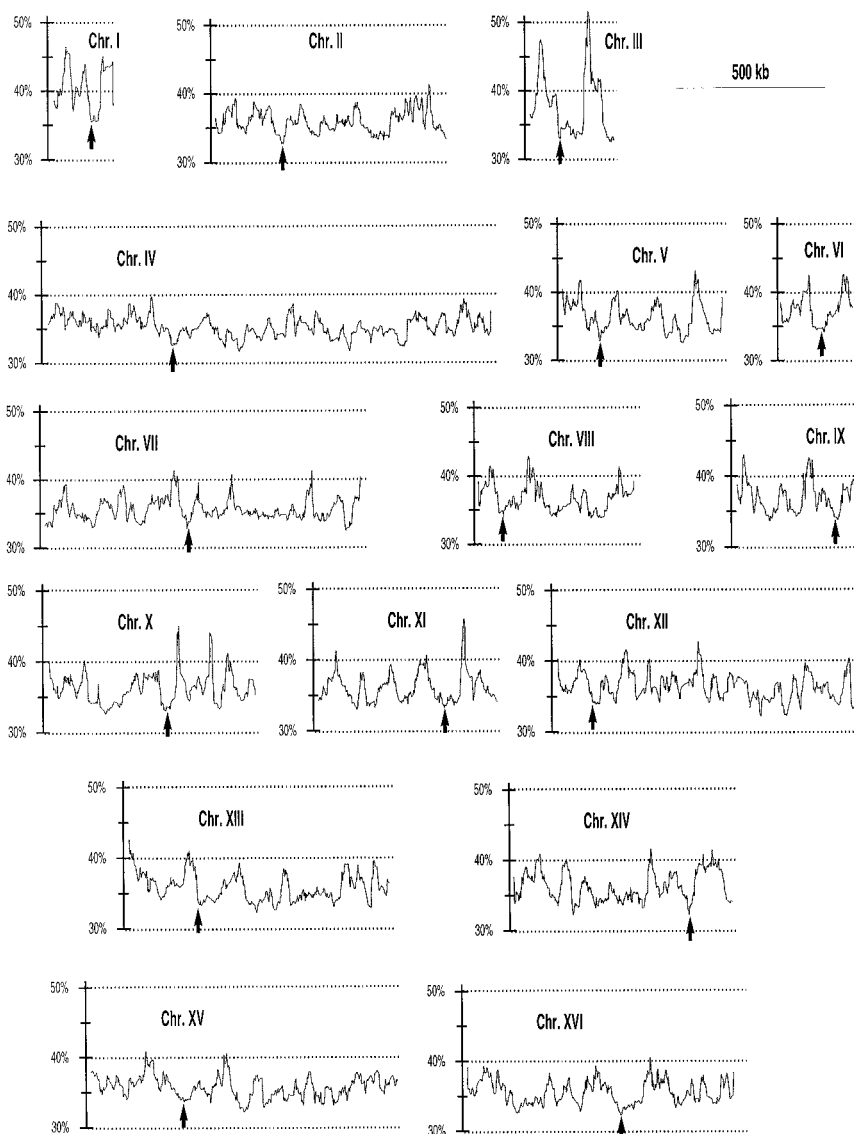 50%
40%
30%
Chr. I
50%
40%
30%
Chr. II
50%
40%
30%
Chr. III
500 kb
50%
40%
30%
Chr. IV
50%
40%
30%
Chr. V
50%
40%
30%
Chr. VI
50%
40%
30%
Chr. VII
50%
40%
30%
Chr. VIII
50%
40%
30%
Chr. IX
50%
40%
30%
Chr. X
50%
40%
30%
Chr. XI
50%
40%
30%
Chr. XII
50%
40%
30%
Chr. XIII
50%
40%
30%
Chr. XIV
50%
40%
30%
Chr. XV
50%
40%
30%
Chr. XVI